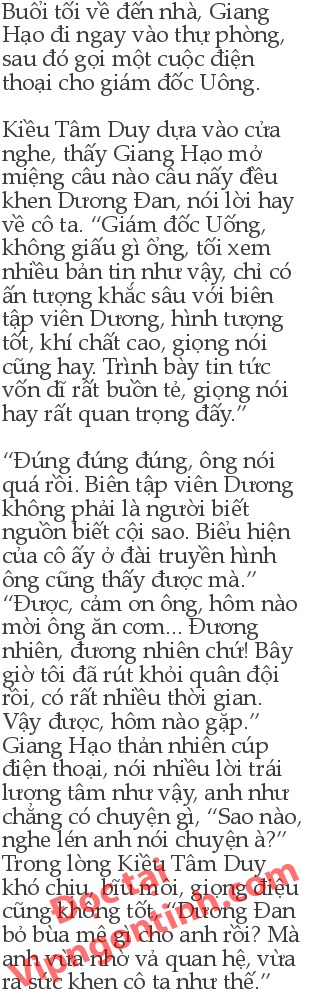 Buổi tối về đến nhà, Giang
Hạo đi ngay vào thự phòng,
sau đó gọi một cuộc điện
thoại cho giám đốc Uông.
Kiều Tâm Duy dựa vào cửa
nghe, thấy Giang Hạo mở
miệng câu nào câu nấy đều
khen Dương Đan, nói lời hay
về cô ta. “Giám đốc Uống,
không giấu gì ổng, tối xem
nhiều bản tin như vậy, chỉ có
ấn tượng khắc sâu với biên
tập viên Dương, hình tượng
tốt, khí chất cao, giọng nói
cũng hay. Trình bày tin tức
vốn dĩ rất buồn tẻ, giọng nói
hay rất quan trọng đấy.”
“Đúng đúng đúng, ông nói
quá rồi. Biên tập viên Dương
không phải là người biết
nguồn biết cội sao. Biểu hiện
của cô ấy ở đài truyền hình
ông cũng thấy được mà.”
“Được, cảm ơn ông, hôm nào
mời ông ăn cơm... Đương
nhiên, đương nhiên chứ! Bây
giờ tôi đã rút khỏi quân đội
rồi, có rất nhiều thời gian.
Vậy được, hôm nào gặp.”
Giang Hạo thản nhiên cúp
điện thoại, nói nhiều lời trái
lương tâm như vậy, anh như
chẳng có chuyện gì, “Sao nào,
nghe lén anh nói chuyện à?”
Trong lòng Kiều Tâm Duy
khó chịu, bĩu môi, giọng điệu
cũng không tốt, “Dương Đan
bỏ bùa mê gì cho anh rồi? Mà
anh vừa nhờ vả quan hệ, vừa
ra sức khen cô ta như thế.”
Đọc tại
Vipngontinh.com